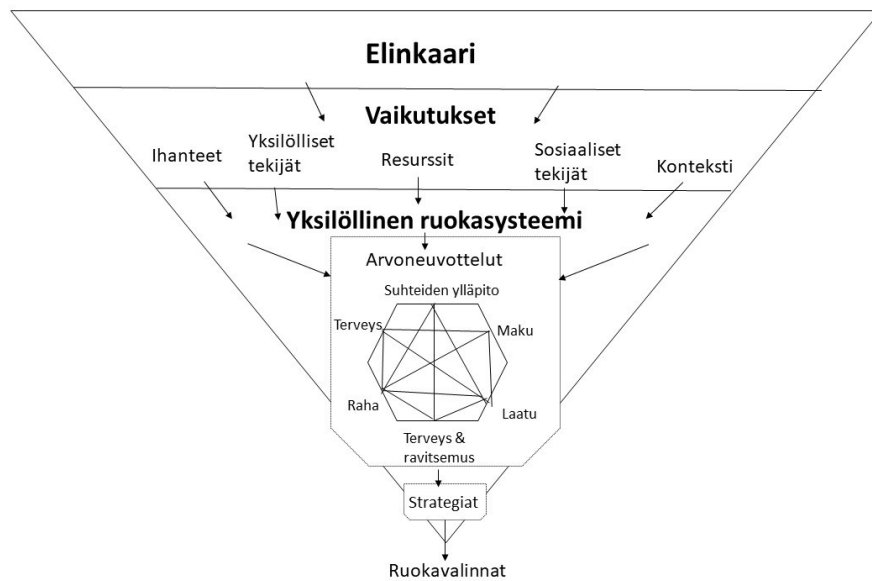 Elinkaari
Vaikutukset
Ihanteet
Yksilölliset
tekijät
Resurssit
Sosiaaliset
tekijät
Konteksti
Yksilöllinen ruokasysteemi
Arvoneuvottelut
Suhteiden ylläpito
Terveys
Maku
Raha
Laatu
Terveys &
ravitsemus
Strategiat
Ruokavalinnat